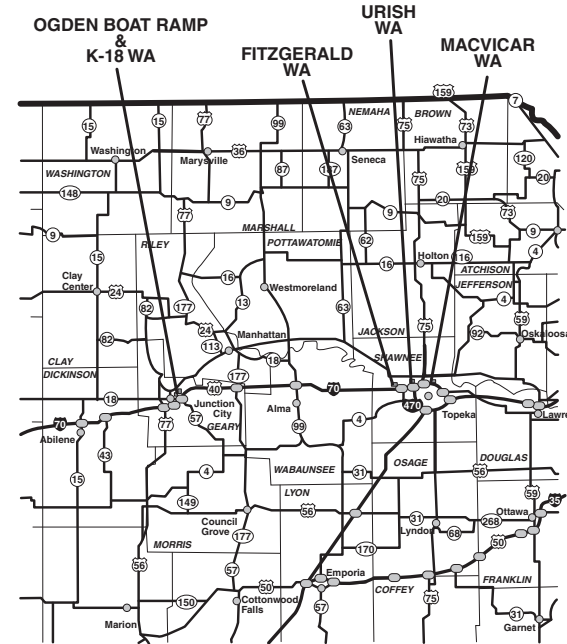 OGDEN BOAT RAMP
&
K-18 WA
FITZGERALD
WA
URISH
WA
MACVICAR
WA
159
7
15
15
77
99
NEMAHA
BROWN
63
75
73
Washington
Marysville
36
Seneca
Hiawatha
WASHINGTON
87
187
75
159
120
148
20
20
9
77
9
73
9
MARSHALL
RILEY
POTTAWATOMIE
62
159
9
4
15
16
16
Holton
116
Clay
Center
24
ATCHISON
JEFFERSON
82
177
13
Westmoreland
63
4
59
82
24
113
Manhattan
JACKSON
75
92
Oskaloosa
CLAY
DICKINSON
18
SHAWNEE
177
40
70
18
Junction
City
470
Topeka
Lawre
70
77
57
GEARY
Alma
4
Abilene
99
43
15
4
WABAUNSEE
31
OSAGE
DOUGLAS
56
149
LYON
59
35
Council
Grove
56
31
268
Ottawa
Lyndon
68
177
MORRIS
170
50
56
57
Emporia
50
COFFEY
FRANKLIN
150
Cottonwood
Falls
57
75
31
Marion
Garnet